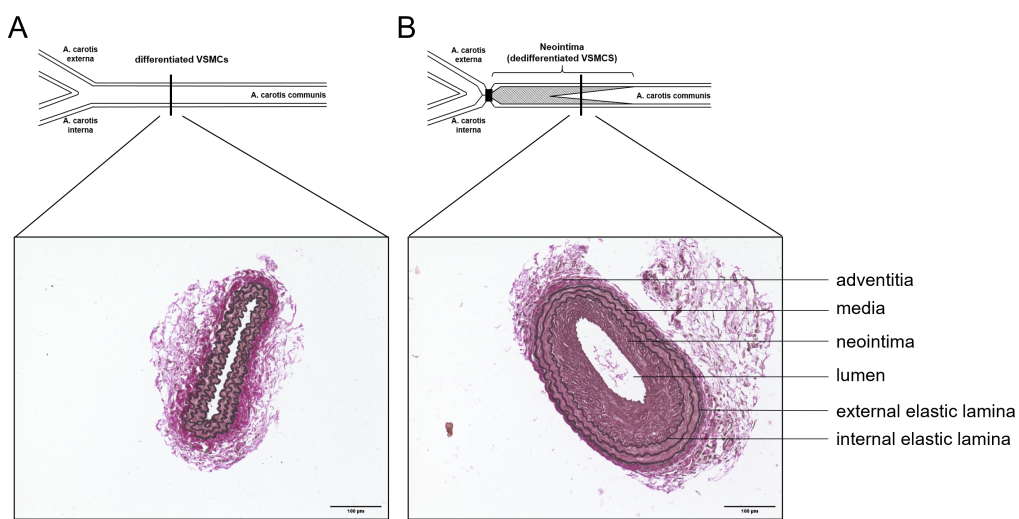 A
A. carotis
externa
differentiated VSMCs
A. carotis communis
A. carotis
interna
B
A. carotis
externa
Neointima
(dedifferentiated VSMCS)
A. carotis communis
A. carotis
interna
adventitia
media
neointima
lumen
external elastic lamina
internal elastic lamina
100 µm
100 µm